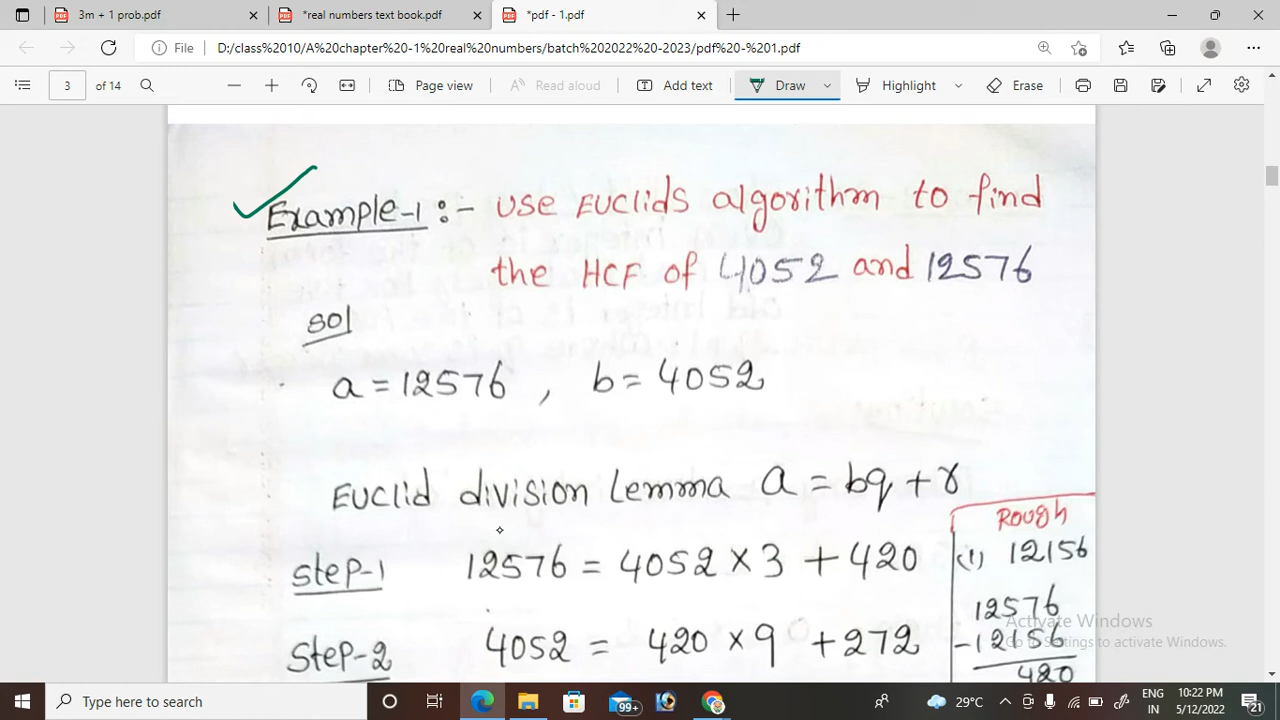 3m + 1 prob.pdf
*real numbers text book.pdf
*pdf - 1.pdf
File
D:/class%2010/A%20chapter%20-1%20real%20numbers/batch%202022%20-2023/pdf%20-%201.pdf
3 of 14
Page view
Read aloud
Add text
Draw
Highlight
Erase
Example-1 :- USE EUCLIDS algorithm to find
the HCF of 4052 and 12576
sol
a = 12576 , b = 4052
EUCLID division Lemma a = bq + r
Rough
Step-1 12576 = 4052 × 3 + 420
(1) 12156
12576
-12156
420
Step-2 4052 = 420 × 9 + 272
Activate Windows
Go to Settings to activate Windows.
Type here to search
99+
29°C
ENG
IN
10:22 PM
5/12/2022
21